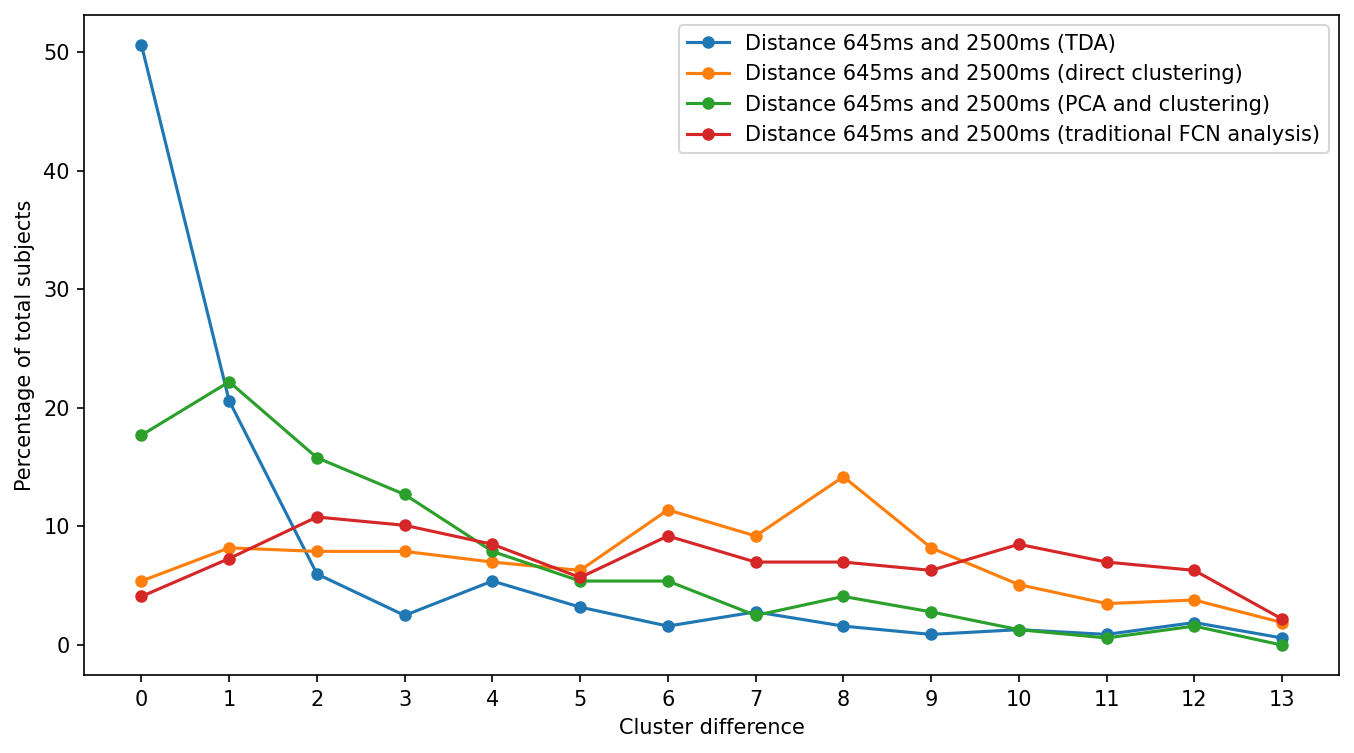 50
40
30
20
10
0
Percentage of total subjects
Distance 645ms and 2500ms (TDA)
Distance 645ms and 2500ms (direct clustering)
Distance 645ms and 2500ms (PCA and clustering)
Distance 645ms and 2500ms (traditional FCN analysis)
0 1 2 3 4 5 6 7 8 9 10 11 12 13
Cluster difference